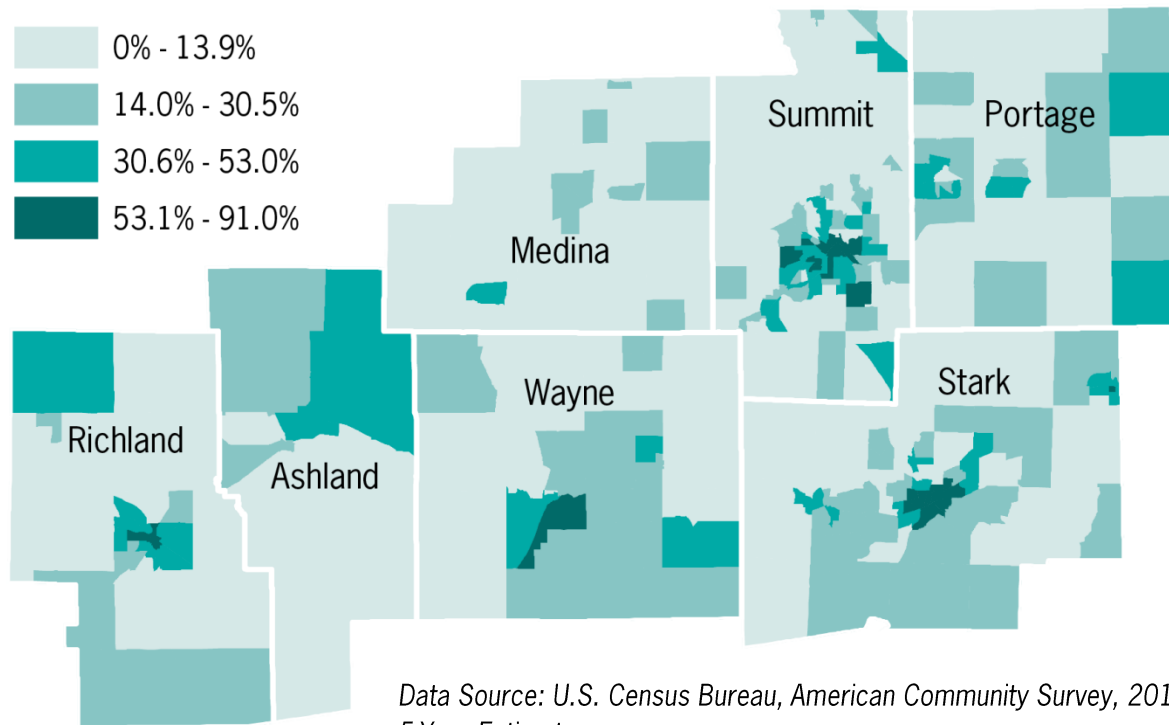 0% - 13.9%
14.0% - 30.5%
30.6% - 53.0%
53.1% - 91.0%
Summit
Portage
Medina
Wayne
Stark
Richland
Ashland
Data Source: U.S. Census Bureau, American Community Survey,